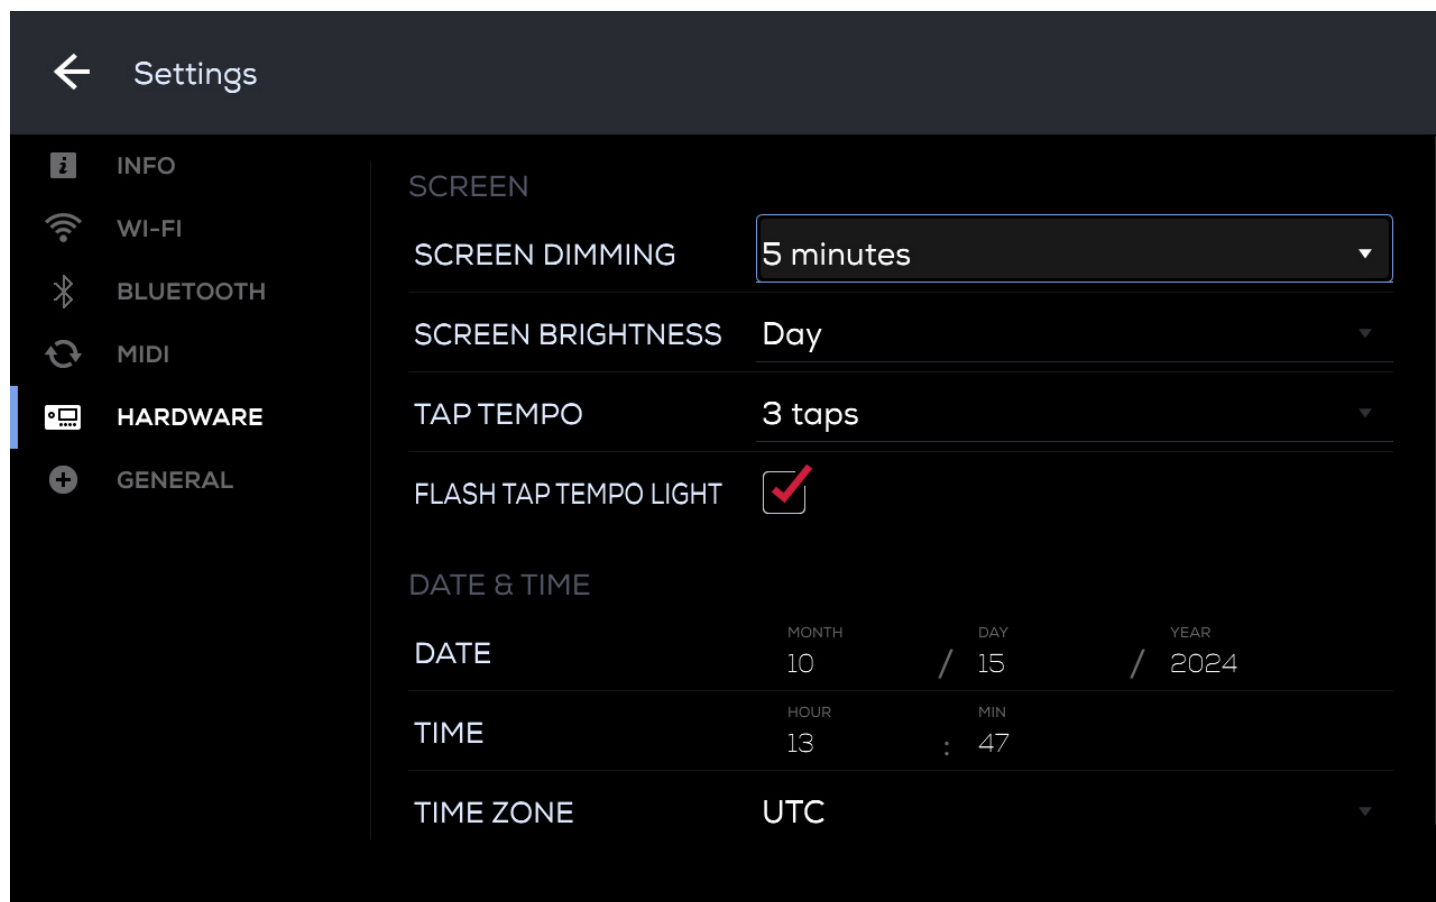 Settings
INFO
WI-FI
BLUETOOTH
MIDI
HARDWARE
GENERAL
SCREEN
SCREEN DIMMING 5 minutes
SCREEN BRIGHTNESS Day
TAP TEMPO 3 taps
FLASH TAP TEMPO LIGHT
DATE & TIME
MONTH DAY YEAR
DATE 10 / 15 / 2024
HOUR MIN
TIME 13 : 47
TIME ZONE UTC